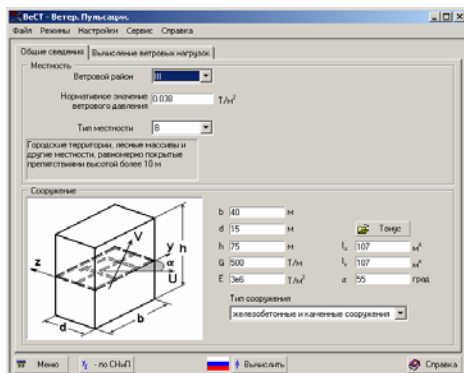 ВеСТ - Ветер. Пульсации.
Файл Режимы Настройки Сервис Справка
Общие сведения Вычисление ветровых нагрузок
Местность
Ветровой район III
Нормативное значение ветрового давления 0.038 Т/м²
Тип местности B
Городские территории, лесные массивы и
другие местности, равномерно покрытые
препятствиями высотой более 10 м
Сооружение
z d b y V h α U
b 40 м
d 15 м Тонус
h 75 м 107 м⁴
G 500 Т/м 107 м⁴
E 3e6 Т/м² α 55 град
Тип сооружения
железобетонные и каменные сооружения
Меню - по СНиП Вычислить Справка